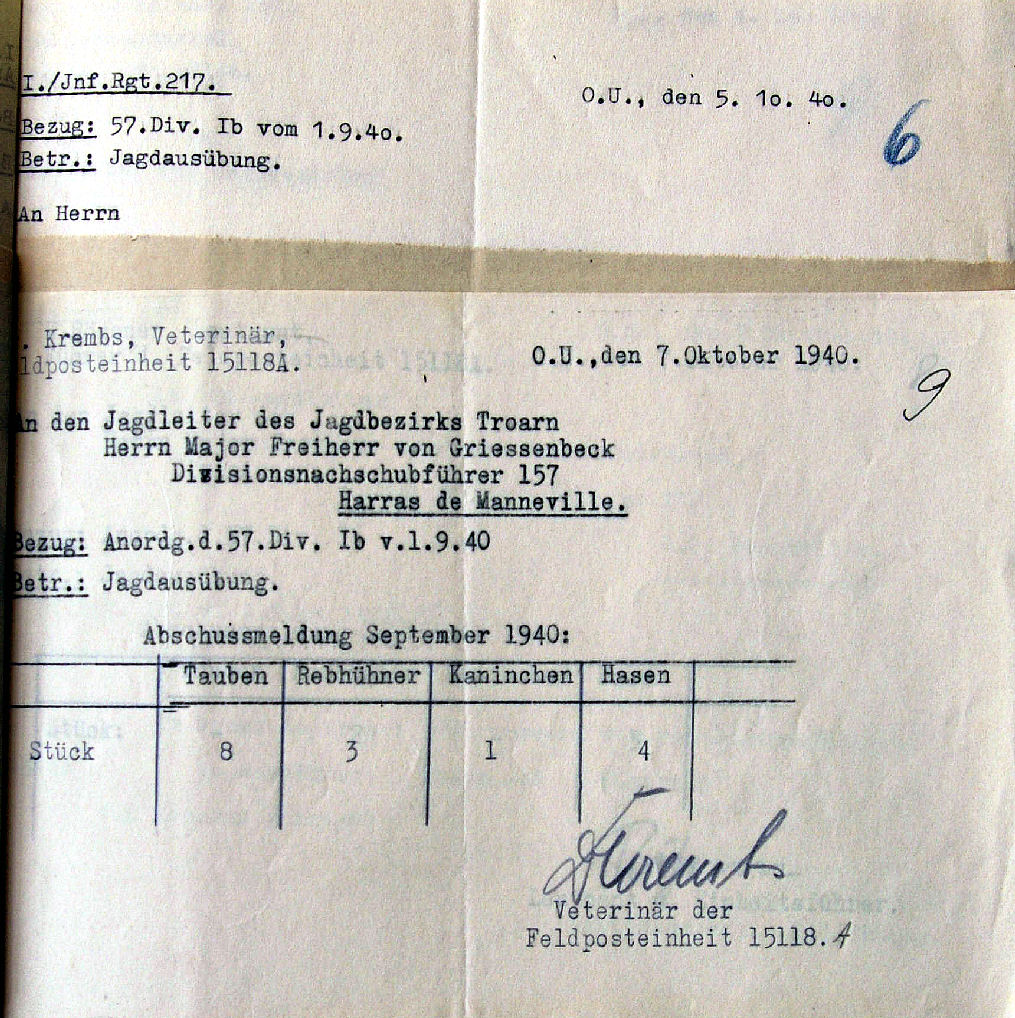 I./Jnf.Rgt.217.
O.U., den 5. 1o. 4o.
6
Bezug: 57.Div. Ib vom 1.9.4o.
Betr.: Jagdausübung.
An Herrn
. Krembs, Veterinär,
ldposteinheit 15118A.
O.U.,den 7.Oktober 1940.
9
An den Jagdleiter des Jagdbezirks Troarn
Herrn Major Freiherr von Griessenbeck
Divisionsnachschubführer 157
Harras de Manneville.
Bezug: Anordg.d.57.Div. Ib v.1.9.40
Betr.: Jagdausübung.
Abschussmeldung September 1940:
Tauben Rebhühner Kaninchen Hasen
Stück 8 3 1 4
Krembs
Veterinär der
Feldposteinheit 15118.A